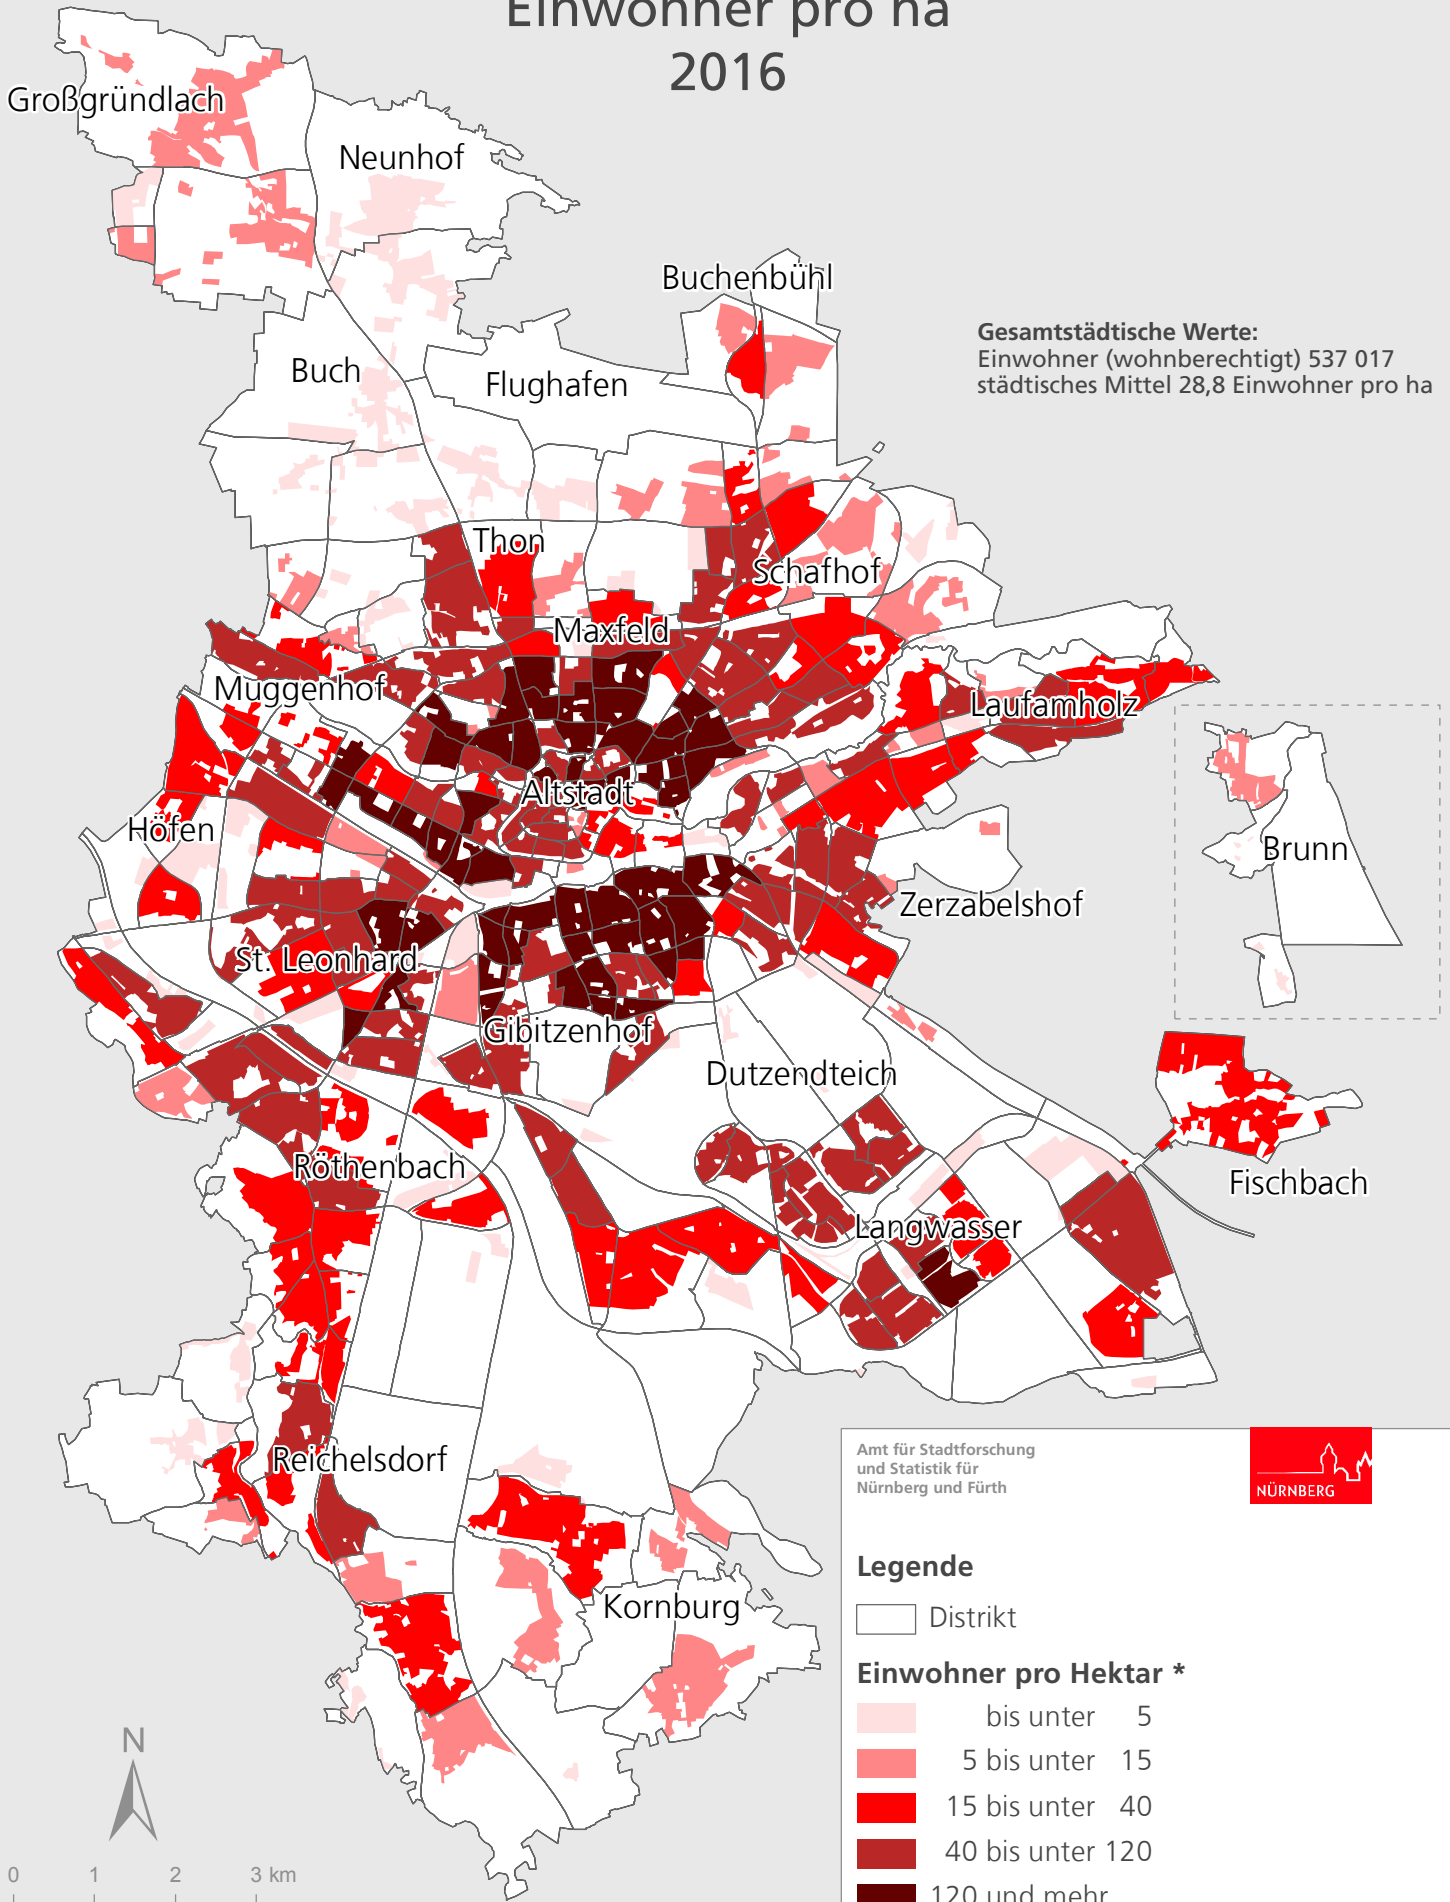 Einwohner pro ha
2016
Großgründlach
Neunhof
Buchenbühl
Gesamtstädtische Werte:
Einwohner (wohnberechtigt) 537 017
städtisches Mittel 28,8 Einwohner pro ha
Buch
Flughafen
Thon
Schafhof
Maxfeld
Muggenhof
Laufamholz
Altstadt
Höfen
Brunn
Zerzabelshof
St. Leonhard
Gibitzenhof
Dutzendteich
Röthenbach
Fischbach
Langwasser
Reichelsdorf
Kornburg
Amt für Stadtforschung
und Statistik für
Nürnberg und Fürth
NÜRNBERG
Legende
Distrikt
Einwohner pro Hektar *
bis unter 5
5 bis unter 15
15 bis unter 40
40 bis unter 120
120 und mehr
N
0 1 2 3 km